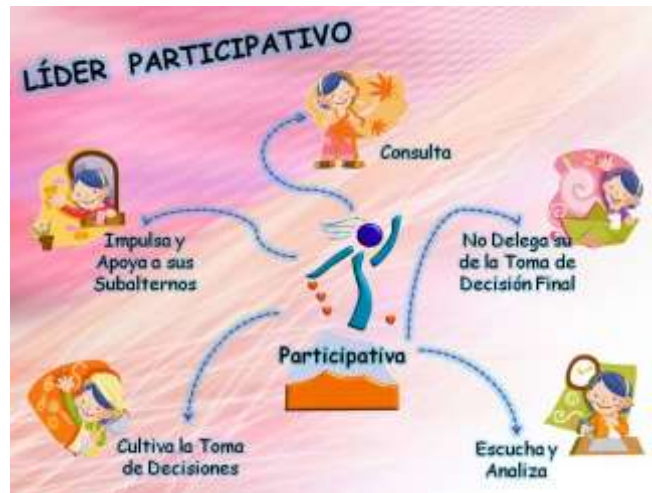 LÍDER PARTICIPATIVO
Consulta
Impulsa y
Apoya a sus
Subalternos
No Delega su
de la Toma de
Decisión Final
Participativa
Cultiva la Toma
de Decisiones
Escucha y
Analiza